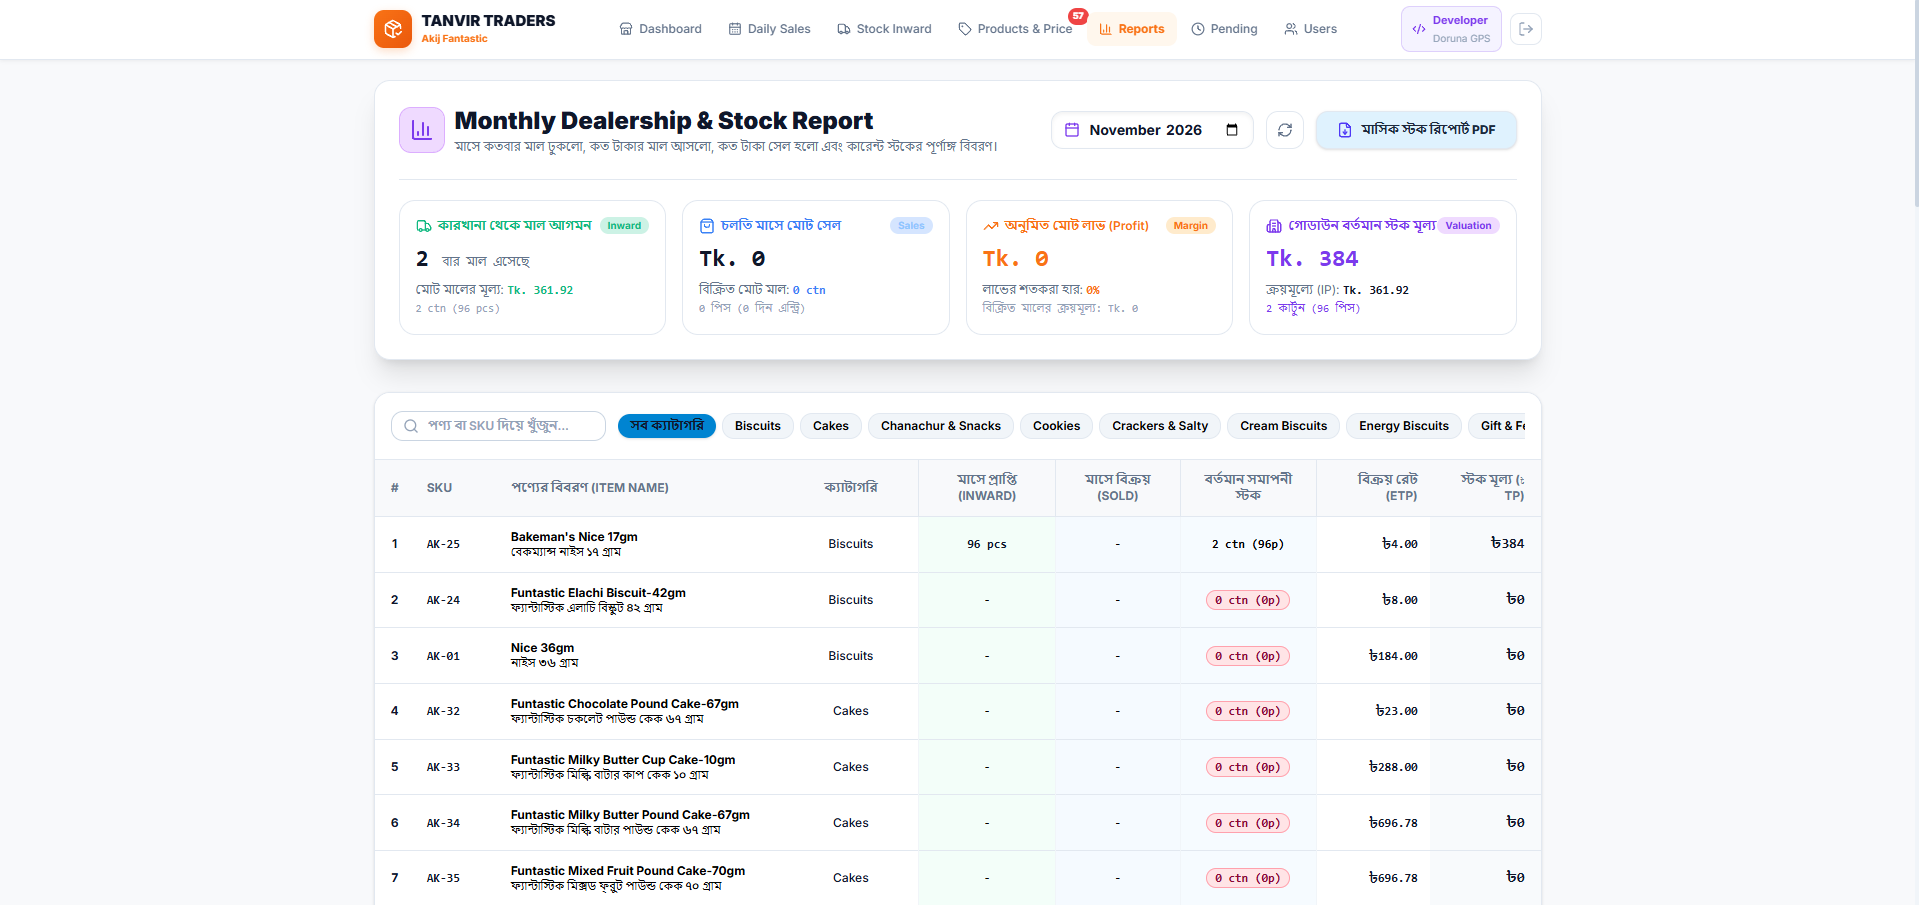 TANVIR TRADERS
Akij Fantastic
Dashboard
Daily Sales
Stock Inward
Products & Price
57
Reports
Pending
Users
Developer
Doruna GPS
Monthly Dealership & Stock Report
মাসে কতবার মাল ঢুকলো, কত টাকার মাল আসলো, কত টাকা সেল হলো এবং কারেন্ট স্টকের পূর্ণাঙ্গ বিবরণ।
November 2026
মাসিক স্টক রিপোর্ট PDF
কারখানা থেকে মাল আগমন Inward
2 বার মাল এসেছে
মোট মালের মূল্য: Tk. 361.92
2 ctn (96 pcs)
চলতি মাসে মোট সেল Sales
Tk. 0
বিক্রিত মোট মাল: 0 ctn
0 পিস (0 দিন এন্ট্রি)
অনুমিত মোট লাভ (Profit) Margin
Tk. 0
লাভের শতকরা হার: 0%
বিক্রিত মালের ক্রয়মূল্য: Tk. 0
গোডাউন বর্তমান স্টক মূল্য Valuation
Tk. 384
ক্রয়মূল্যে (IP): Tk. 361.92
2 কার্টুন (96 পিস)
পণ্য বা SKU দিয়ে খুঁজুন...
সব ক্যাটাগরি
Biscuits
Cakes
Chanachur & Snacks
Cookies
Crackers & Salty
Cream Biscuits
Energy Biscuits
Gift & Fe
# SKU পণ্যের বিবরণ (ITEM NAME) ক্যাটাগরি মাসে প্রাপ্তি মাসে বিক্রয় বর্তমান সমাপনী বিক্রয় রেট স্টক মূল্য (৳
(INWARD) (SOLD) স্টক (ETP) TP)
1 AK-25 Bakeman's Nice 17gm Biscuits 96 pcs - 2 ctn (96p) ৳4.00 ৳384
বেকম্যান্স নাইস ১৭ গ্রাম
2 AK-24 Funtastic Elachi Biscuit-42gm Biscuits - - 0 ctn (0p) ৳8.00 ৳0
ফ্যান্টাস্টিক এলাচি বিস্কুট ৪২ গ্রাম
3 AK-01 Nice 36gm Biscuits - - 0 ctn (0p) ৳184.00 ৳0
নাইস ৩৬ গ্রাম
4 AK-32 Funtastic Chocolate Pound Cake-67gm Cakes - - 0 ctn (0p) ৳23.00 ৳0
ফ্যান্টাস্টিক চকলেট পাউন্ড কেক ৬৭ গ্রাম
5 AK-33 Funtastic Milky Butter Cup Cake-10gm Cakes - - 0 ctn (0p) ৳288.00 ৳0
ফ্যান্টাস্টিক মিল্কি বাটার কাপ কেক ১০ গ্রাম
6 AK-34 Funtastic Milky Butter Pound Cake-67gm Cakes - - 0 ctn (0p) ৳696.78 ৳0
ফ্যান্টাস্টিক মিল্কি বাটার পাউন্ড কেক ৬৭ গ্রাম
7 AK-35 Funtastic Mixed Fruit Pound Cake-70gm Cakes - - 0 ctn (0p) ৳696.78 ৳0
ফ্যান্টাস্টিক মিক্সড ফ্রুট পাউন্ড কেক ৭০ গ্রাম